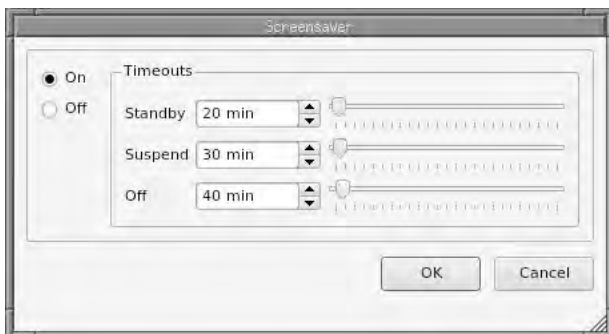 Screensaver
On
Off
Timeouts
Standby 20 min
Suspend 30 min
Off 40 min
OK Cancel